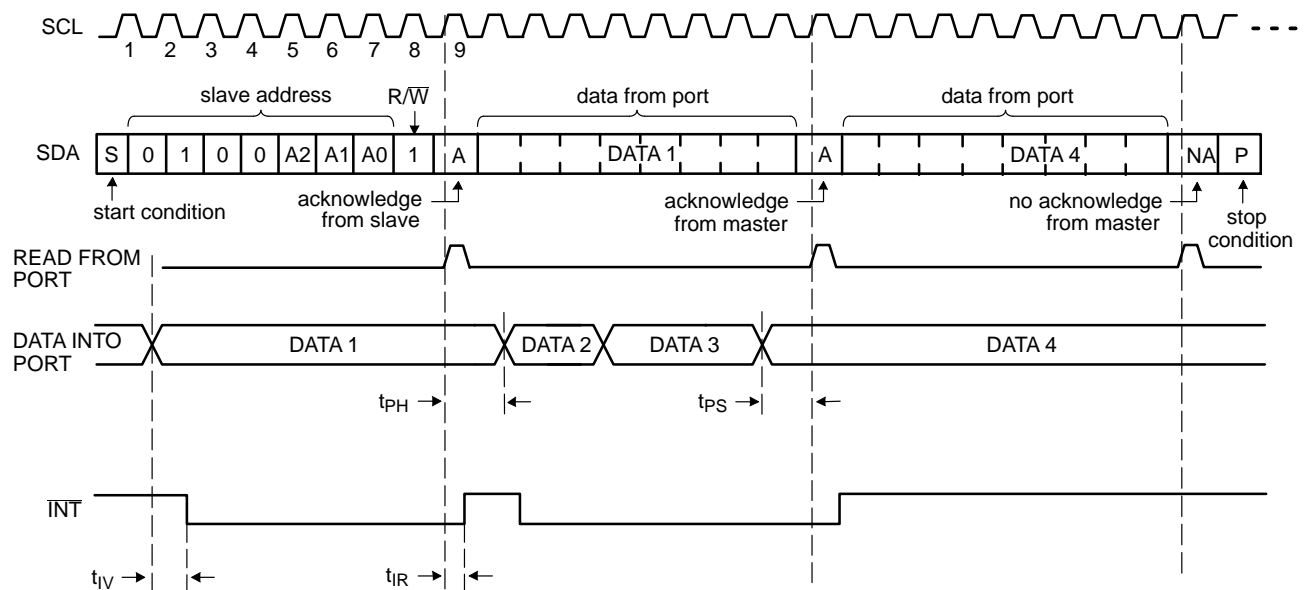 SCL
1 2 3 4 5 6 7 8 9
slave address R/W̅ data from port data from port
SDA S 0 1 0 0 A2 A1 A0 1 A DATA 1 A DATA 4 NA P
start condition
acknowledge
from slave
acknowledge
from master
no acknowledge
from master
stop
condition
READ FROM
PORT
DATA INTO
PORT
DATA 1 DATA 2 DATA 3 DATA 4
tPH tPS
I̅N̅T̅
tIV tIR